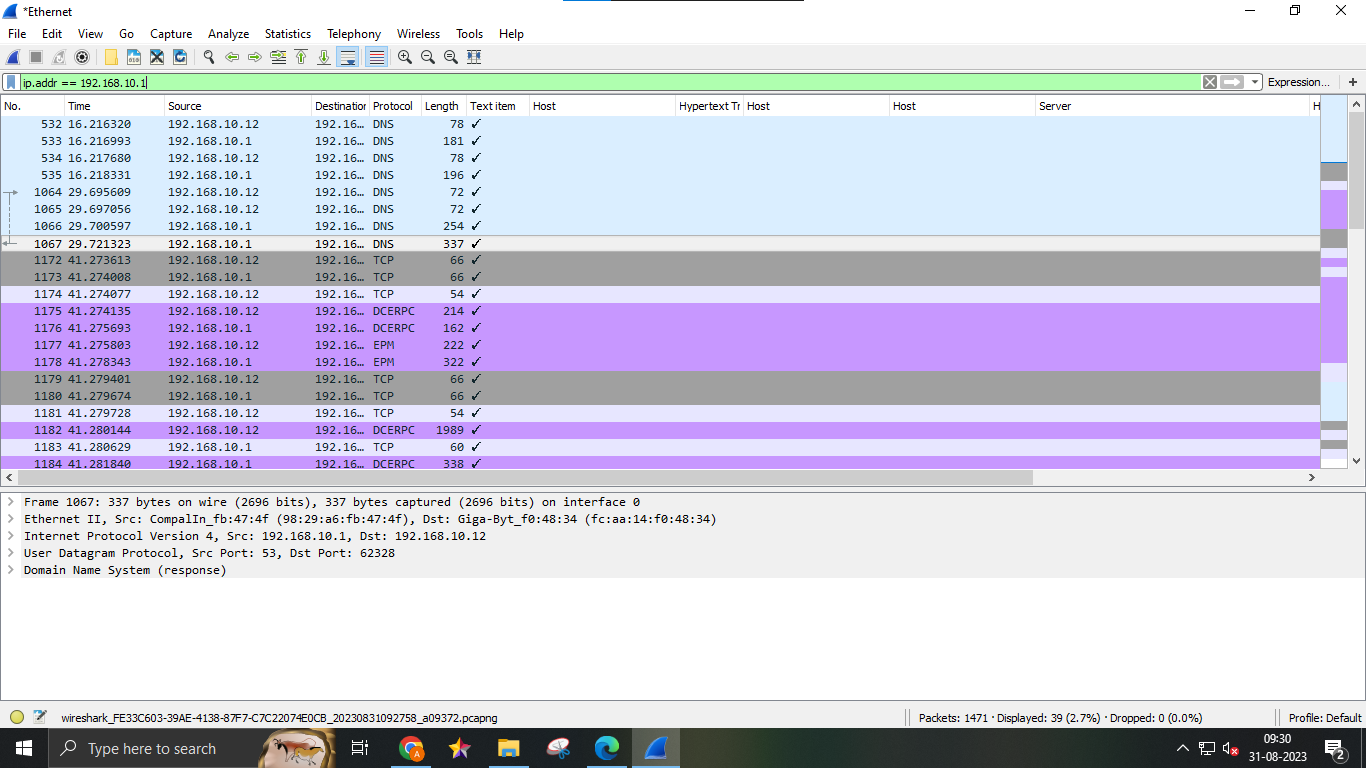 *Ethernet
File Edit View Go Capture Analyze Statistics Telephony Wireless Tools Help
ip.addr == 192.168.10.1 Expression... +
No. Time Source Destination Protocol Length Text item Host Hypertext Tr Host Host Server H
532 16.216320 192.168.10.12 192.16… DNS 78 ✓
533 16.216993 192.168.10.1 192.16… DNS 181 ✓
534 16.217680 192.168.10.12 192.16… DNS 78 ✓
535 16.218331 192.168.10.1 192.16… DNS 196 ✓
1064 29.695609 192.168.10.12 192.16… DNS 72 ✓
1065 29.697056 192.168.10.12 192.16… DNS 72 ✓
1066 29.700597 192.168.10.1 192.16… DNS 254 ✓
1067 29.721323 192.168.10.1 192.16… DNS 337 ✓
1172 41.273613 192.168.10.12 192.16… TCP 66 ✓
1173 41.274008 192.168.10.1 192.16… TCP 66 ✓
1174 41.274077 192.168.10.12 192.16… TCP 54 ✓
1175 41.274135 192.168.10.12 192.16… DCERPC 214 ✓
1176 41.275693 192.168.10.1 192.16… DCERPC 162 ✓
1177 41.275803 192.168.10.12 192.16… EPM 222 ✓
1178 41.278343 192.168.10.1 192.16… EPM 322 ✓
1179 41.279401 192.168.10.12 192.16… TCP 66 ✓
1180 41.279674 192.168.10.1 192.16… TCP 66 ✓
1181 41.279728 192.168.10.12 192.16… TCP 54 ✓
1182 41.280144 192.168.10.12 192.16… DCERPC 1989 ✓
1183 41.280629 192.168.10.1 192.16… TCP 60 ✓
1184 41.281840 192.168.10.1 192.16… DCERPC 338 ✓
Frame 1067: 337 bytes on wire (2696 bits), 337 bytes captured (2696 bits) on interface 0
Ethernet II, Src: CompalIn_fb:47:4f (98:29:a6:fb:47:4f), Dst: Giga-Byt_f0:48:34 (fc:aa:14:f0:48:34)
Internet Protocol Version 4, Src: 192.168.10.1, Dst: 192.168.10.12
User Datagram Protocol, Src Port: 53, Dst Port: 62328
Domain Name System (response)
wireshark_FE33C603-39AE-4138-87F7-C7C22074E0CB_20230831092758_a09372.pcapng Packets: 1471 · Displayed: 39 (2.7%) · Dropped: 0 (0.0%) Profile: Default
Type here to search
A
09:30
31-08-2023
2